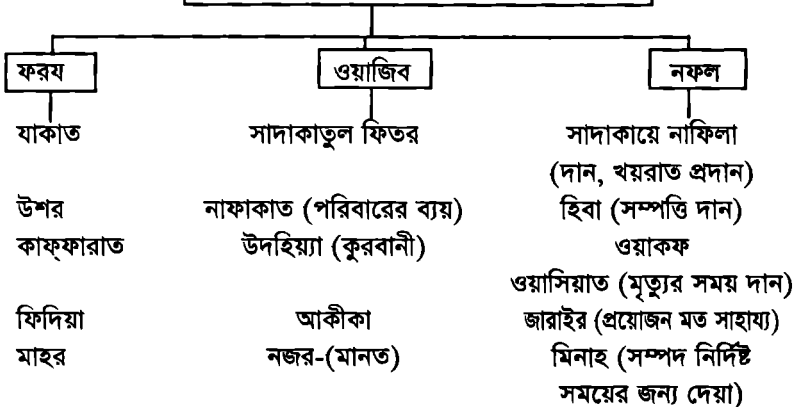 ফরয ওয়াজিব নফল
যাকাত সাদাকাতুল ফিতর সাদাকায়ে নাফিলা
(দান, খয়রাত প্রদান)
উশর নাফাকাত (পরিবারের ব্যয়) হিবা (সম্পত্তি দান)
কাফ্ফারাত উদহিয়্যা (কুরবানী) ওয়াকফ
ওয়াসিয়াত (মৃত্যুর সময় দান)
ফিদিয়া আকীকা জারাইর (প্রয়োজন মত সাহায্য)
মাহর নজর-(মানত) মিনাহ (সম্পদ নির্দিষ্ট
সময়ের জন্য দেয়া)